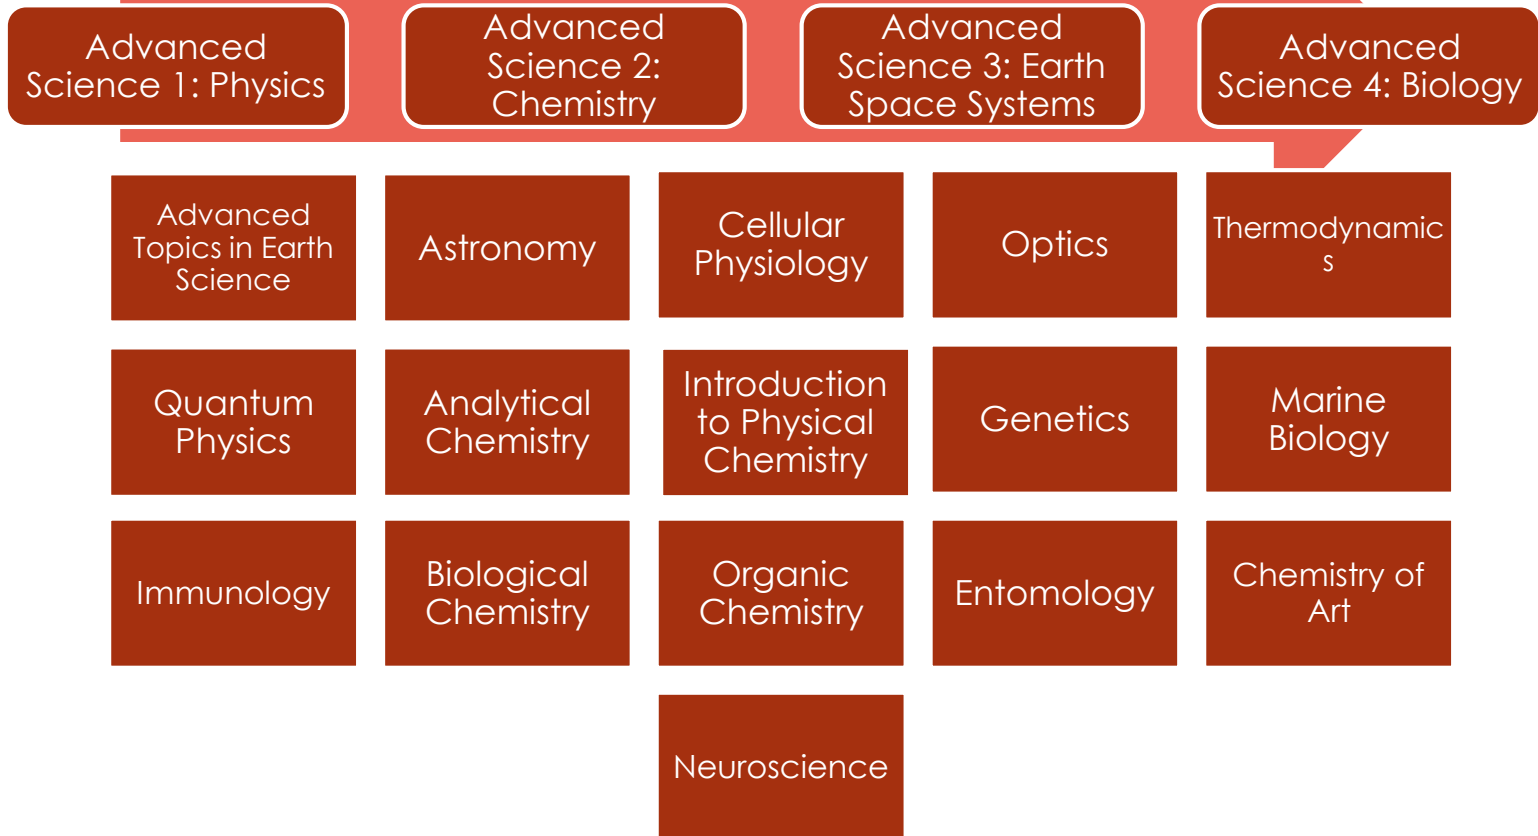 Advanced
Science 1: Physics
Advanced
Science 2:
Chemistry
Advanced
Science 3: Earth
Space Systems
Advanced
Science 4: Biology
Advanced
Topics in Earth
Science
Astronomy
Cellular
Physiology
Optics
Thermodynamic
s
Quantum
Physics
Analytical
Chemistry
Introduction
to Physical
Chemistry
Genetics
Marine
Biology
Immunology
Biological
Chemistry
Organic
Chemistry
Entomology
Chemistry of
Art
Neuroscience